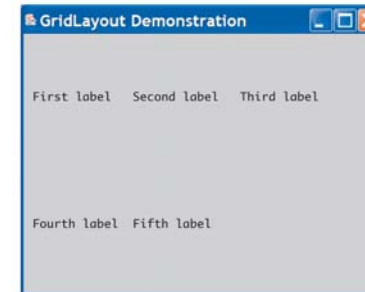 GridLayout Demonstration
First label Second label Third label
Fourth label Fifth label